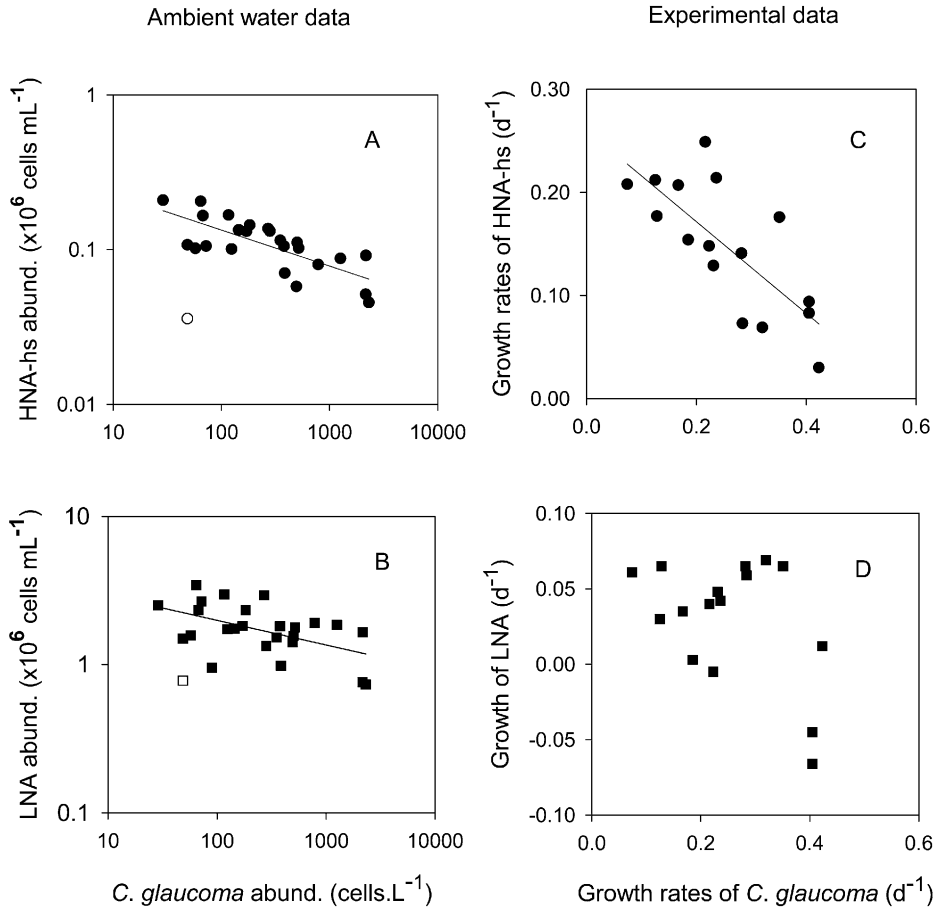 Ambient water data
Experimental data
HNA-hs abund. (x10⁶ cells mL⁻¹)
1
0.1
0.01
A
10 100 1000 10000
Growth rates of HNA-hs (d⁻¹)
0.30
0.20
0.10
0.00
C
0.0 0.2 0.4 0.6
LNA abund. (x10⁶ cells mL⁻¹)
10
1
0.1
B
10 100 1000 10000
C. glaucoma abund. (cells.L⁻¹)
Growth of LNA (d⁻¹)
0.10
0.05
0.00
-0.05
-0.10
D
0.0 0.2 0.4 0.6
Growth rates of C. glaucoma (d⁻¹)